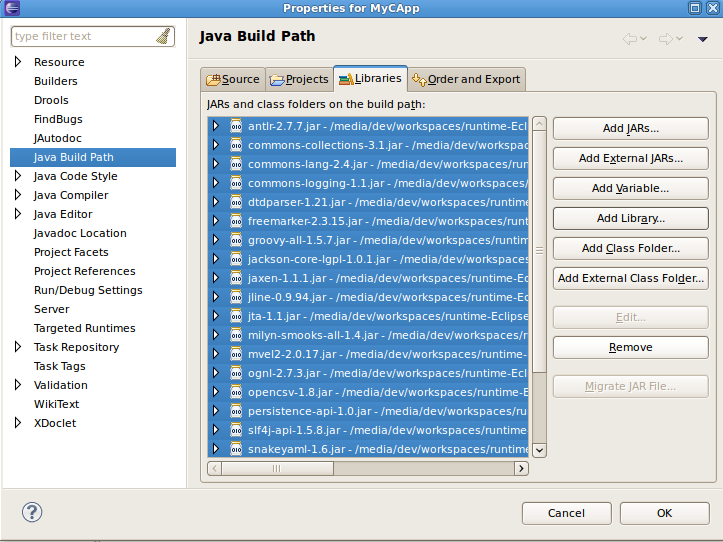 Properties for MyCApp
type filter text
Resource
Builders
Drools
FindBugs
JAutodoc
Java Build Path
Java Code Style
Java Compiler
Java Editor
Javadoc Location
Project Facets
Project References
Run/Debug Settings
Server
Targeted Runtimes
Task Repository
Task Tags
Validation
WikiText
XDoclet
Java Build Path
Source Projects Libraries Order and Export
JARs and class folders on the build path:
antlr-2.7.7.jar - /media/dev/workspaces/runtime-Ecl
commons-collections-3.1.jar - /media/dev/workspac
commons-lang-2.4.jar - /media/dev/workspaces/run
commons-logging-1.1.jar - /media/dev/workspaces/
dtdparser-1.21.jar - /media/dev/workspaces/runtime
freemarker-2.3.15.jar - /media/dev/workspaces/runt
groovy-all-1.5.7.jar - /media/dev/workspaces/runtim
jackson-core-lgpl-1.0.1.jar - /media/dev/workspaces
jaxen-1.1.1.jar - /media/dev/workspaces/runtime-Ec
jline-0.9.94.jar - /media/dev/workspaces/runtime-Ec
jta-1.1.jar - /media/dev/workspaces/runtime-Eclipse
milyn-smooks-all-1.4.jar - /media/dev/workspaces/r
mvel2-2.0.17.jar - /media/dev/workspaces/runtime-
ognl-2.7.3.jar - /media/dev/workspaces/runtime-Ecl
opencsv-1.8.jar - /media/dev/workspaces/runtime-E
persistence-api-1.0.jar - /media/dev/workspaces/ru
slf4j-api-1.5.8.jar - /media/dev/workspaces/runtime
snakeyaml-1.6.jar - /media/dev/workspaces/runtime
Add JARs...
Add External JARs...
Add Variable...
Add Library...
Add Class Folder...
Add External Class Folder...
Edit...
Remove
Migrate JAR File...
Cancel OK